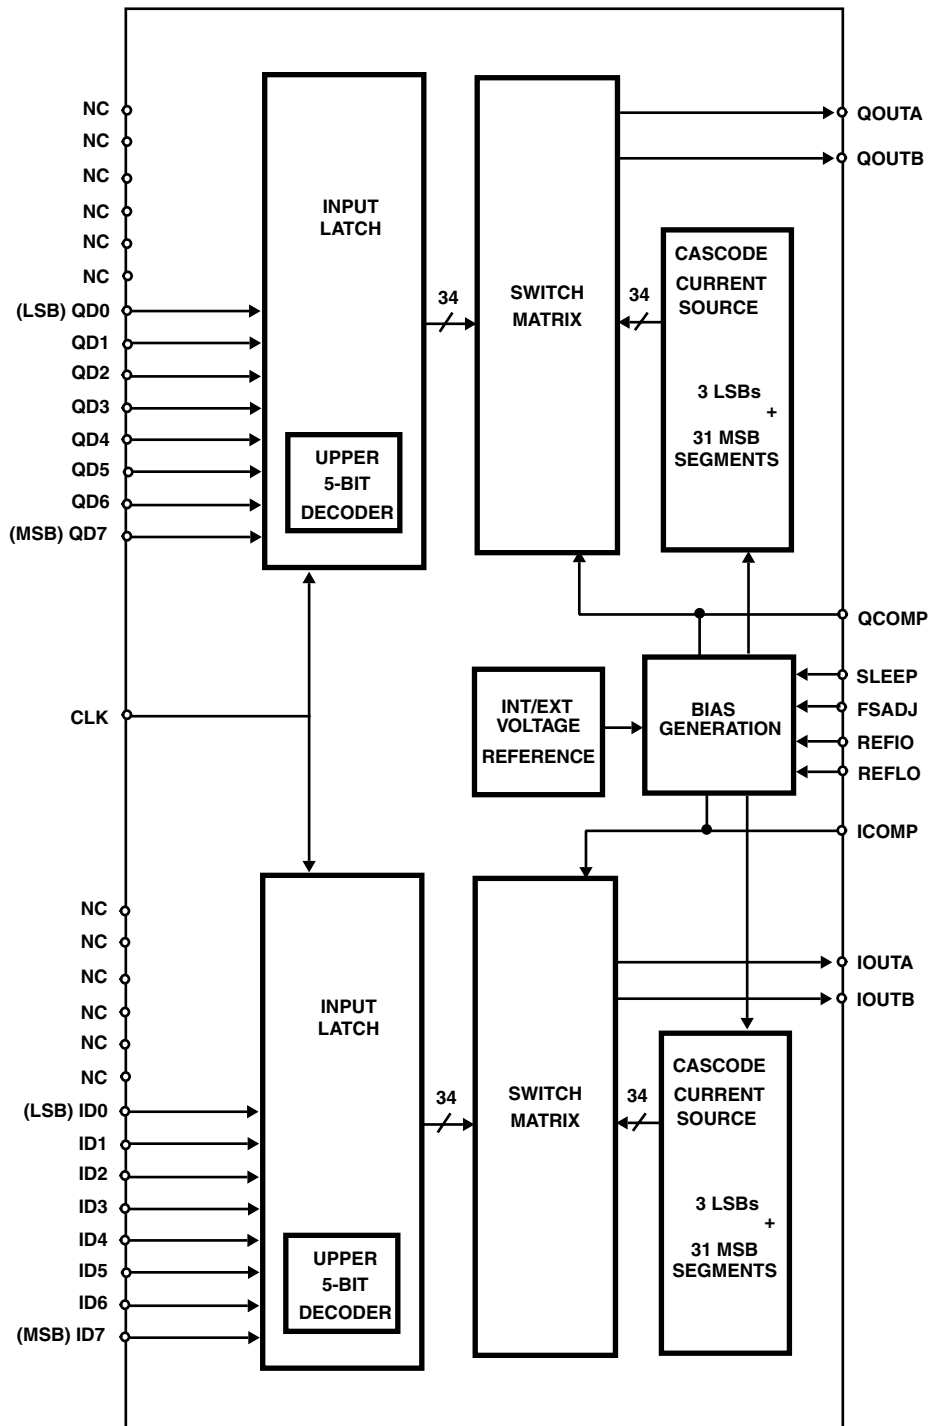 NC
NC
NC
NC
NC
NC
(LSB) QD0
QD1
QD2
QD3
QD4
QD5
QD6
(MSB) QD7
INPUT
LATCH
UPPER
5-BIT
DECODER
34
SWITCH
MATRIX
34
CASCODE
CURRENT
SOURCE
3 LSBs
+
31 MSB
SEGMENTS
QOUTA
QOUTB
QCOMP
CLK
INT/EXT
VOLTAGE
REFERENCE
BIAS
GENERATION
SLEEP
FSADJ
REFIO
REFLO
ICOMP
NC
NC
NC
NC
NC
NC
(LSB) ID0
ID1
ID2
ID3
ID4
ID5
ID6
(MSB) ID7
INPUT
LATCH
UPPER
5-BIT
DECODER
34
SWITCH
MATRIX
34
CASCODE
CURRENT
SOURCE
3 LSBs
+
31 MSB
SEGMENTS
IOUTA
IOUTB